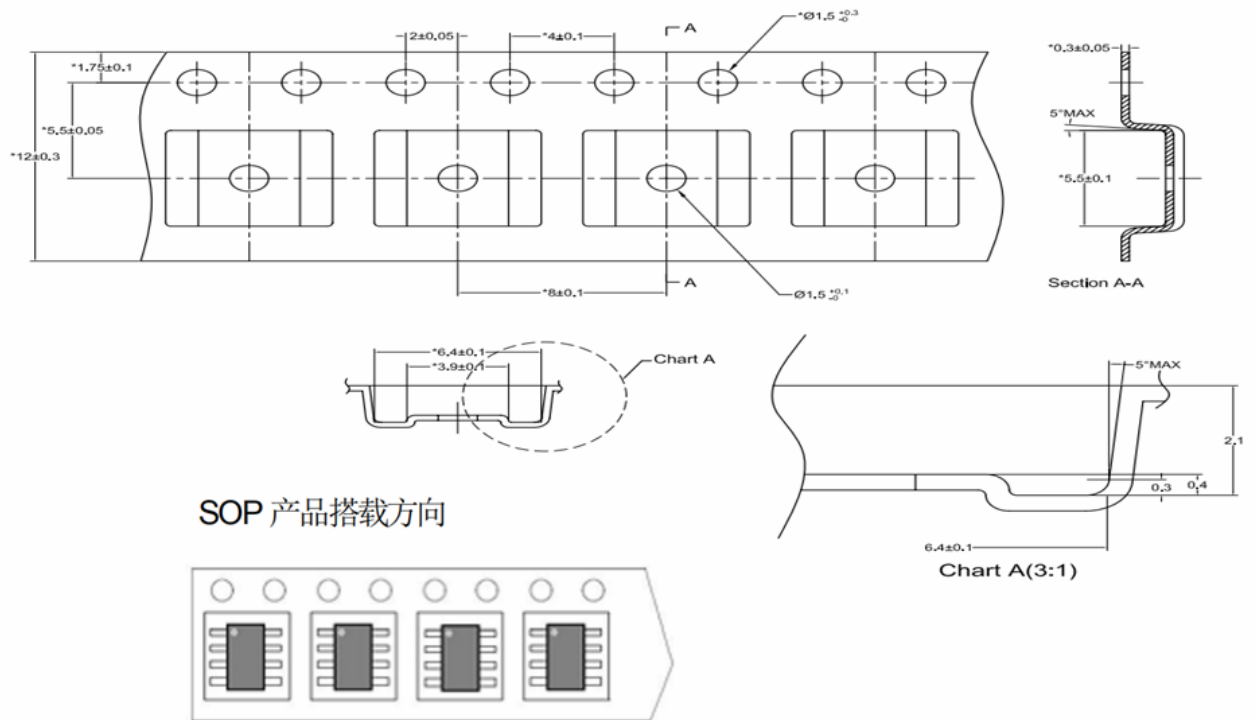 *Ø1.5 +0.3 -0
A
2±0.05
*4±0.1
*0.3±0.05
*1.75±0.1
5°MAX
*5.5±0.05
*12±0.3
*5.5±0.1
Section A-A
*8±0.1
A
Ø1.5 +0.1 -0
*6.4±0.1
*3.9±0.1
Chart A
5°MAX
2.1
0.3
0.4
6.4±0.1
Chart A(3:1)
SOP 产品搭载方向